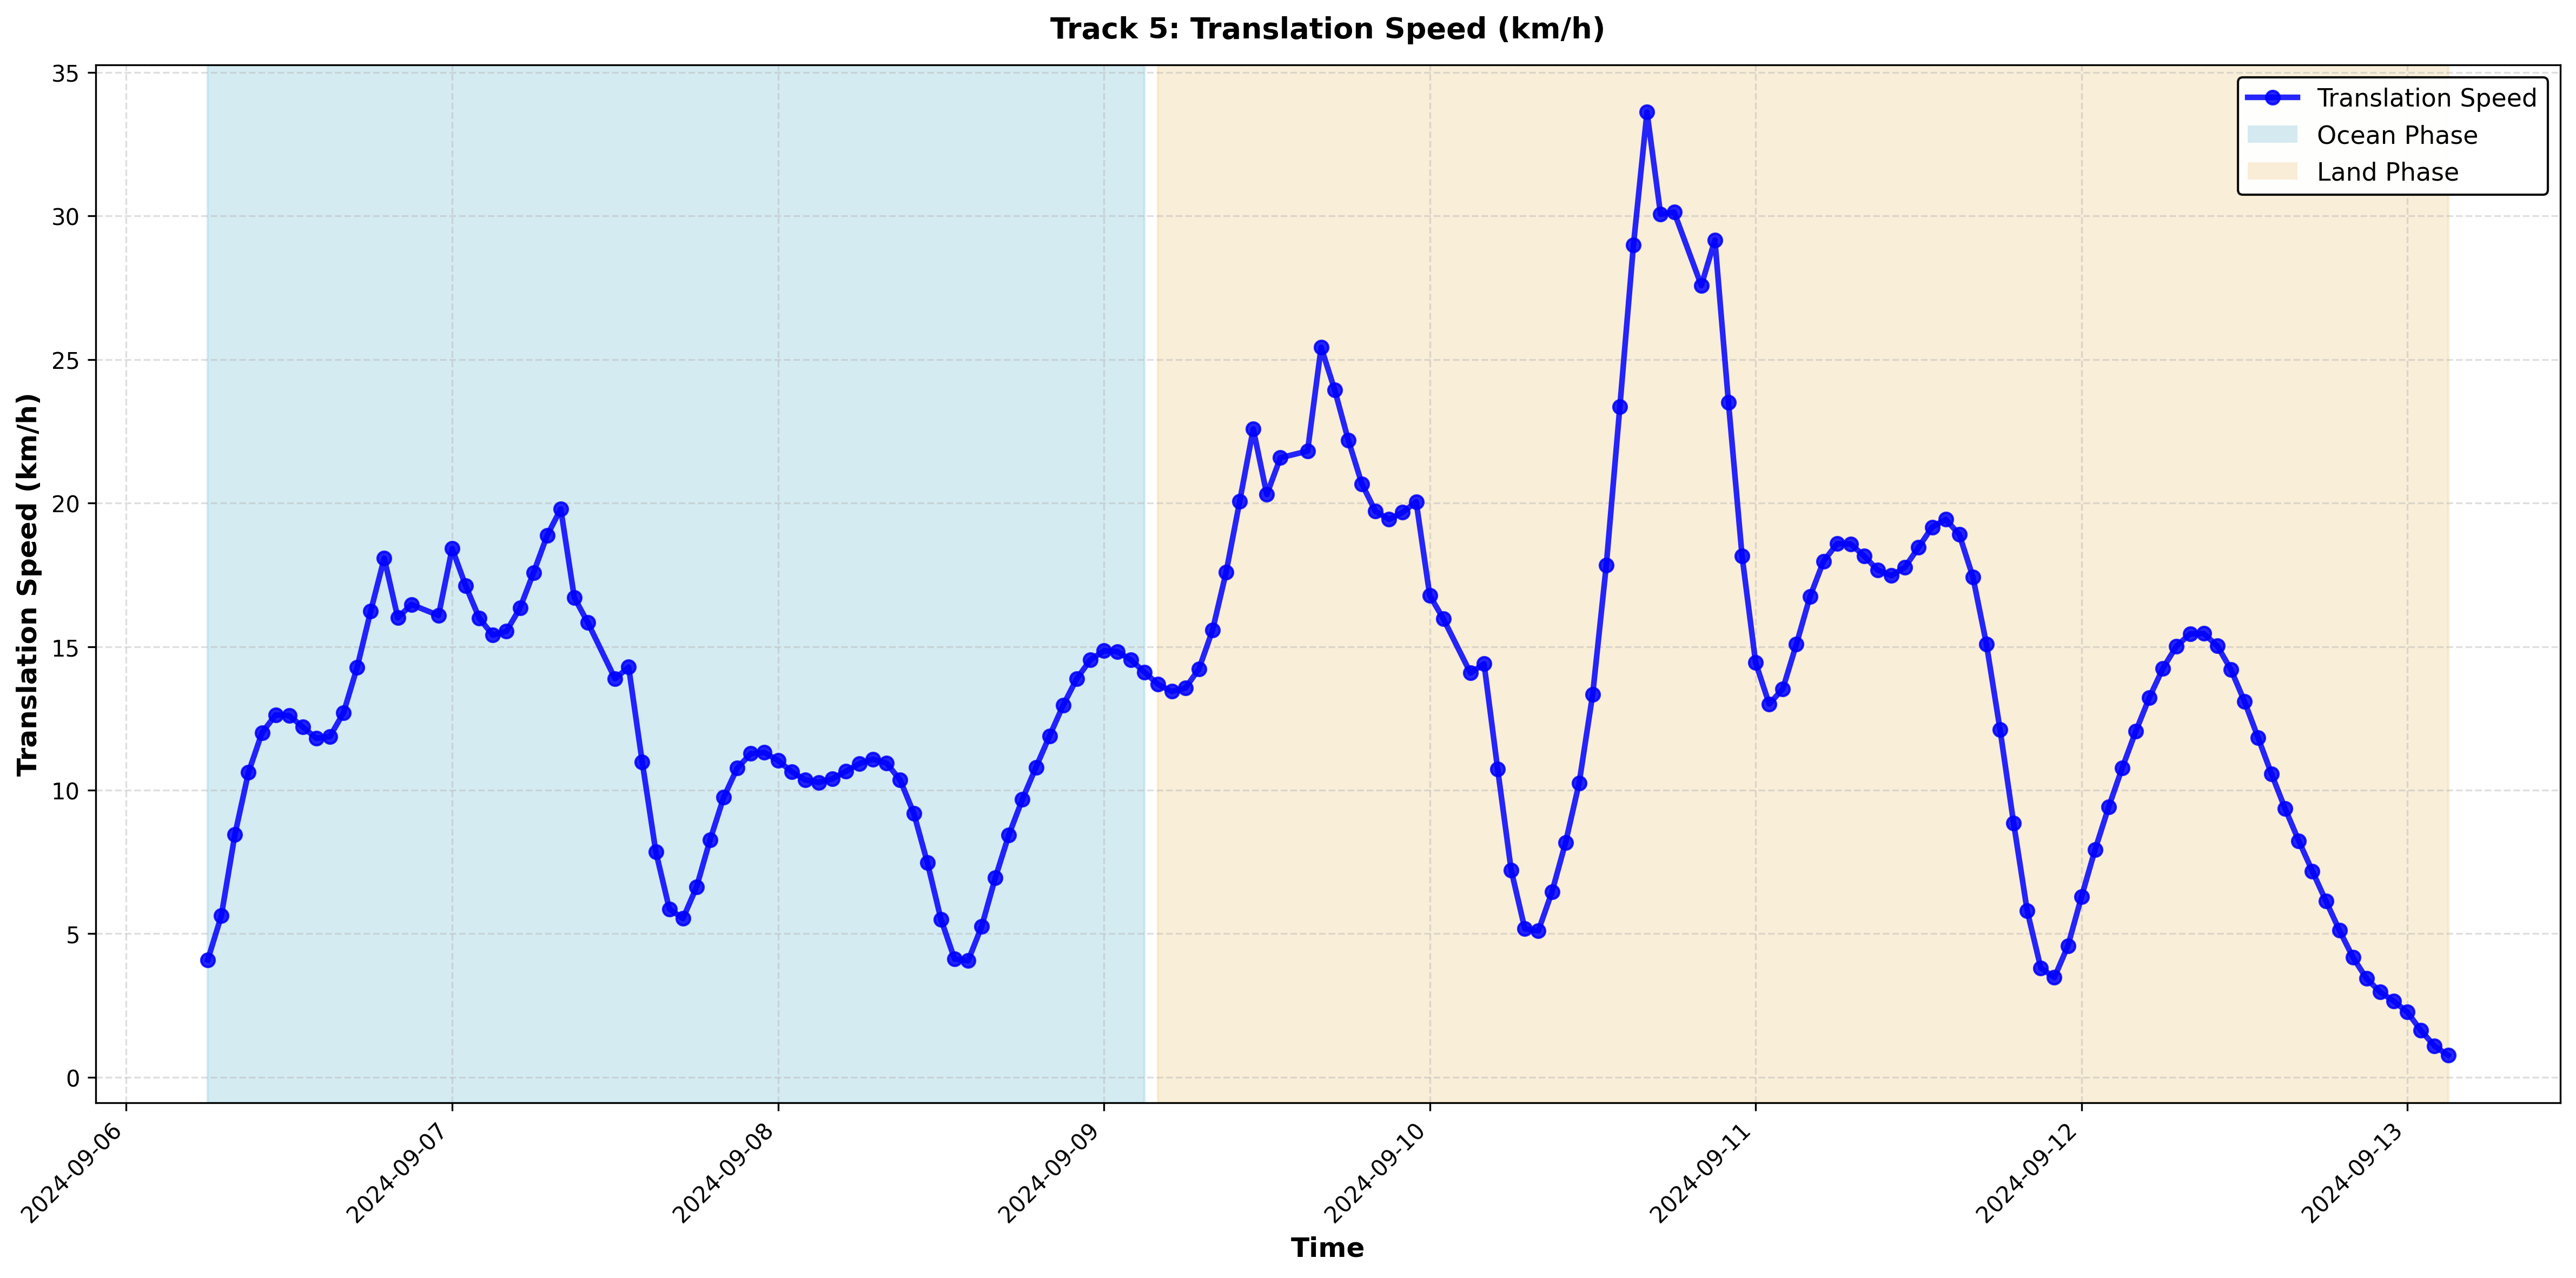 Track 5: Translation Speed (km/h)
Translation Speed
Ocean Phase
Land Phase
Translation Speed (km/h)
35
30
25
20
15
10
5
0
2024-09-06
2024-09-07
2024-09-08
2024-09-09
2024-09-10
2024-09-11
2024-09-12
2024-09-13
Time